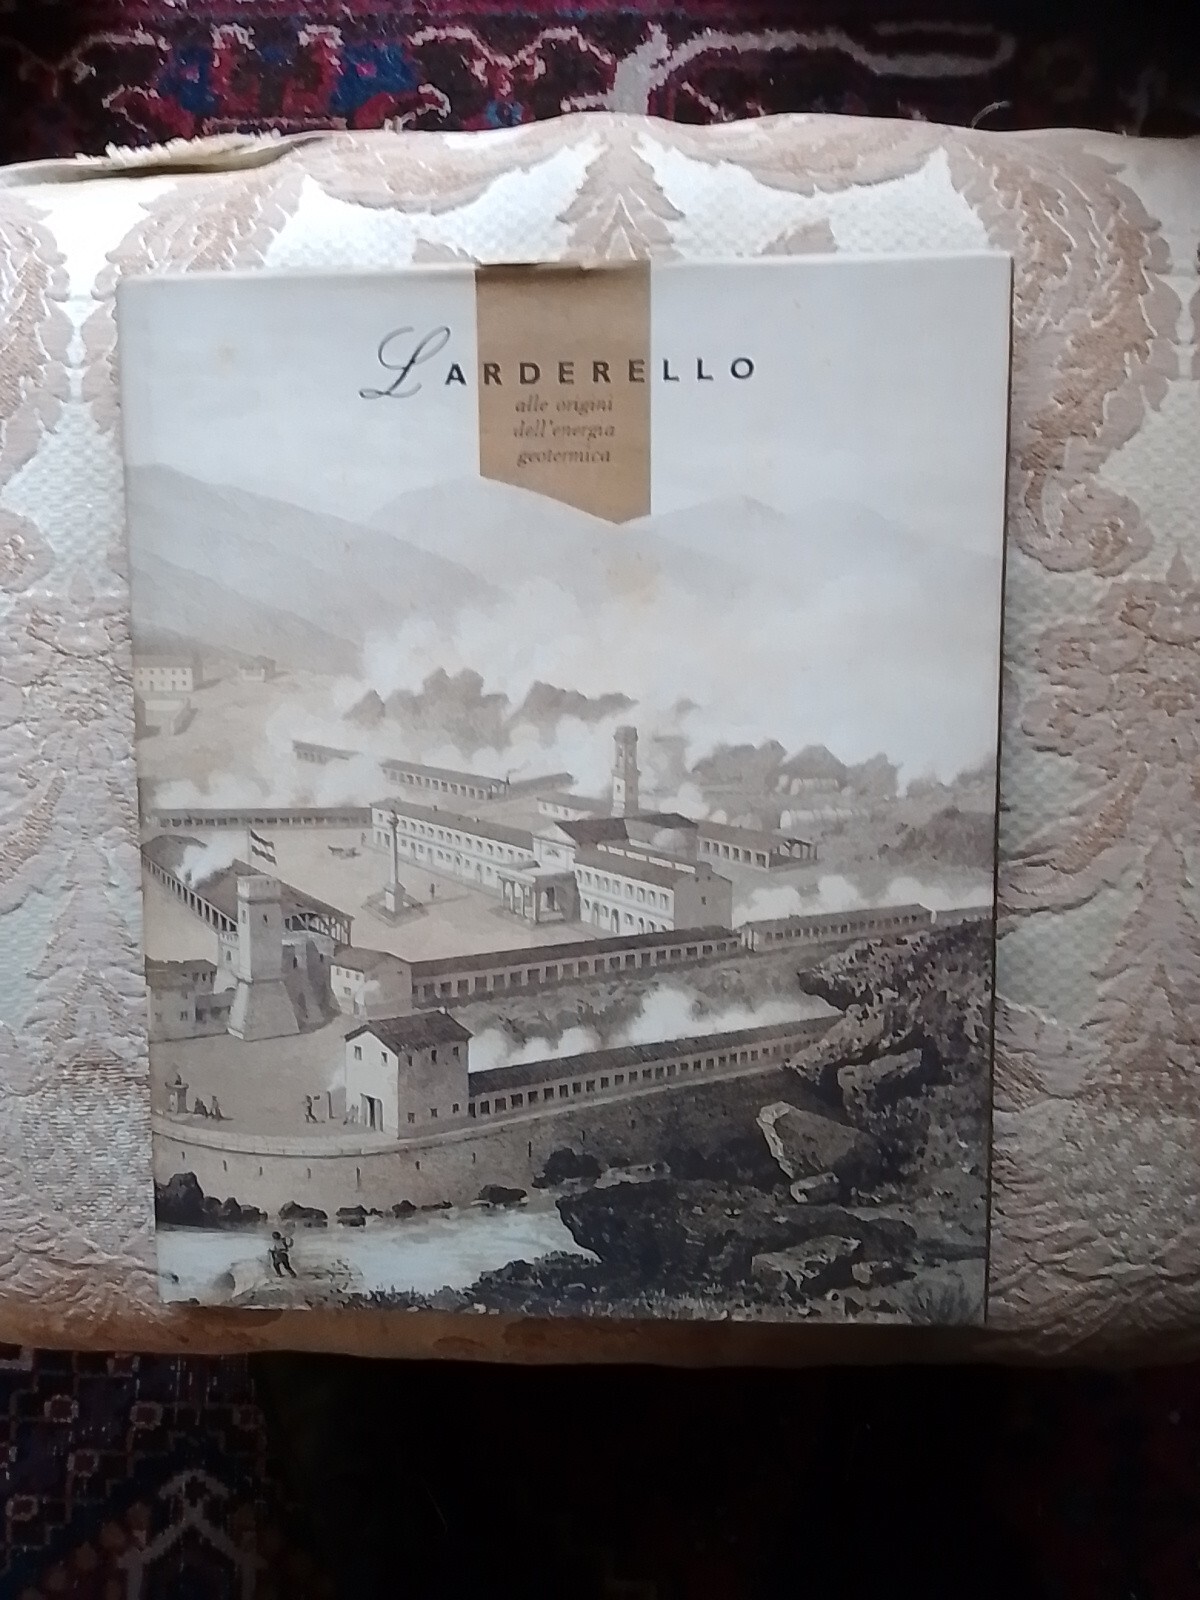 LARDERELLO
alle origini
dell'energia
geotermica